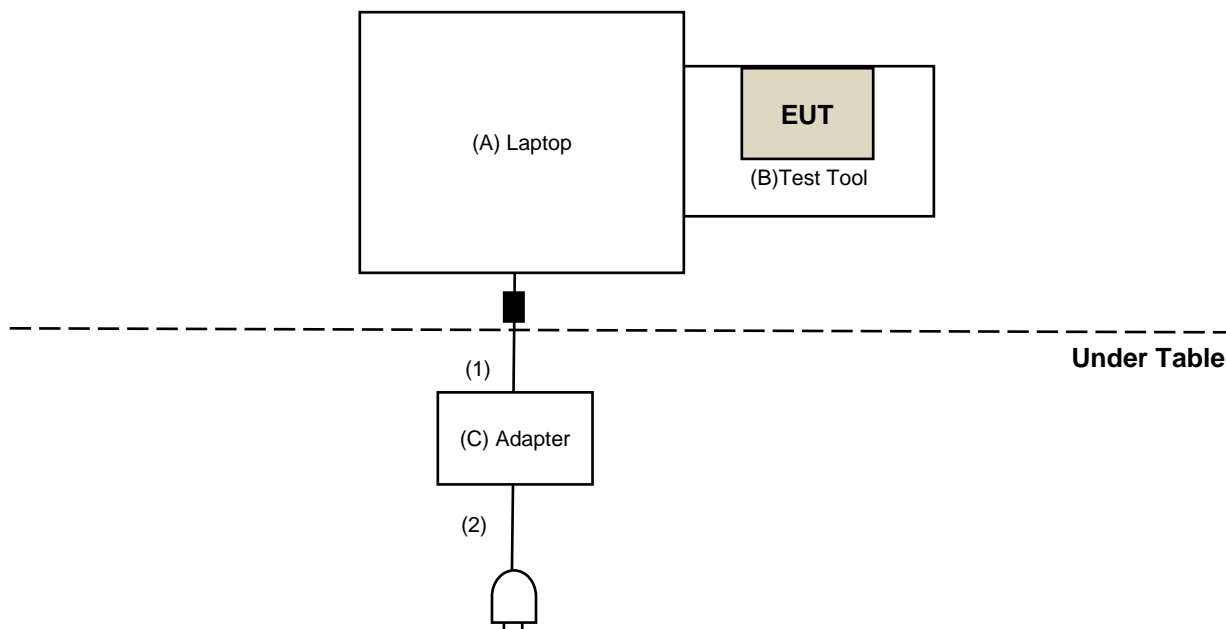 EUT
(A) Laptop
(B)Test Tool
Under Table
(1)
(C) Adapter
(2)